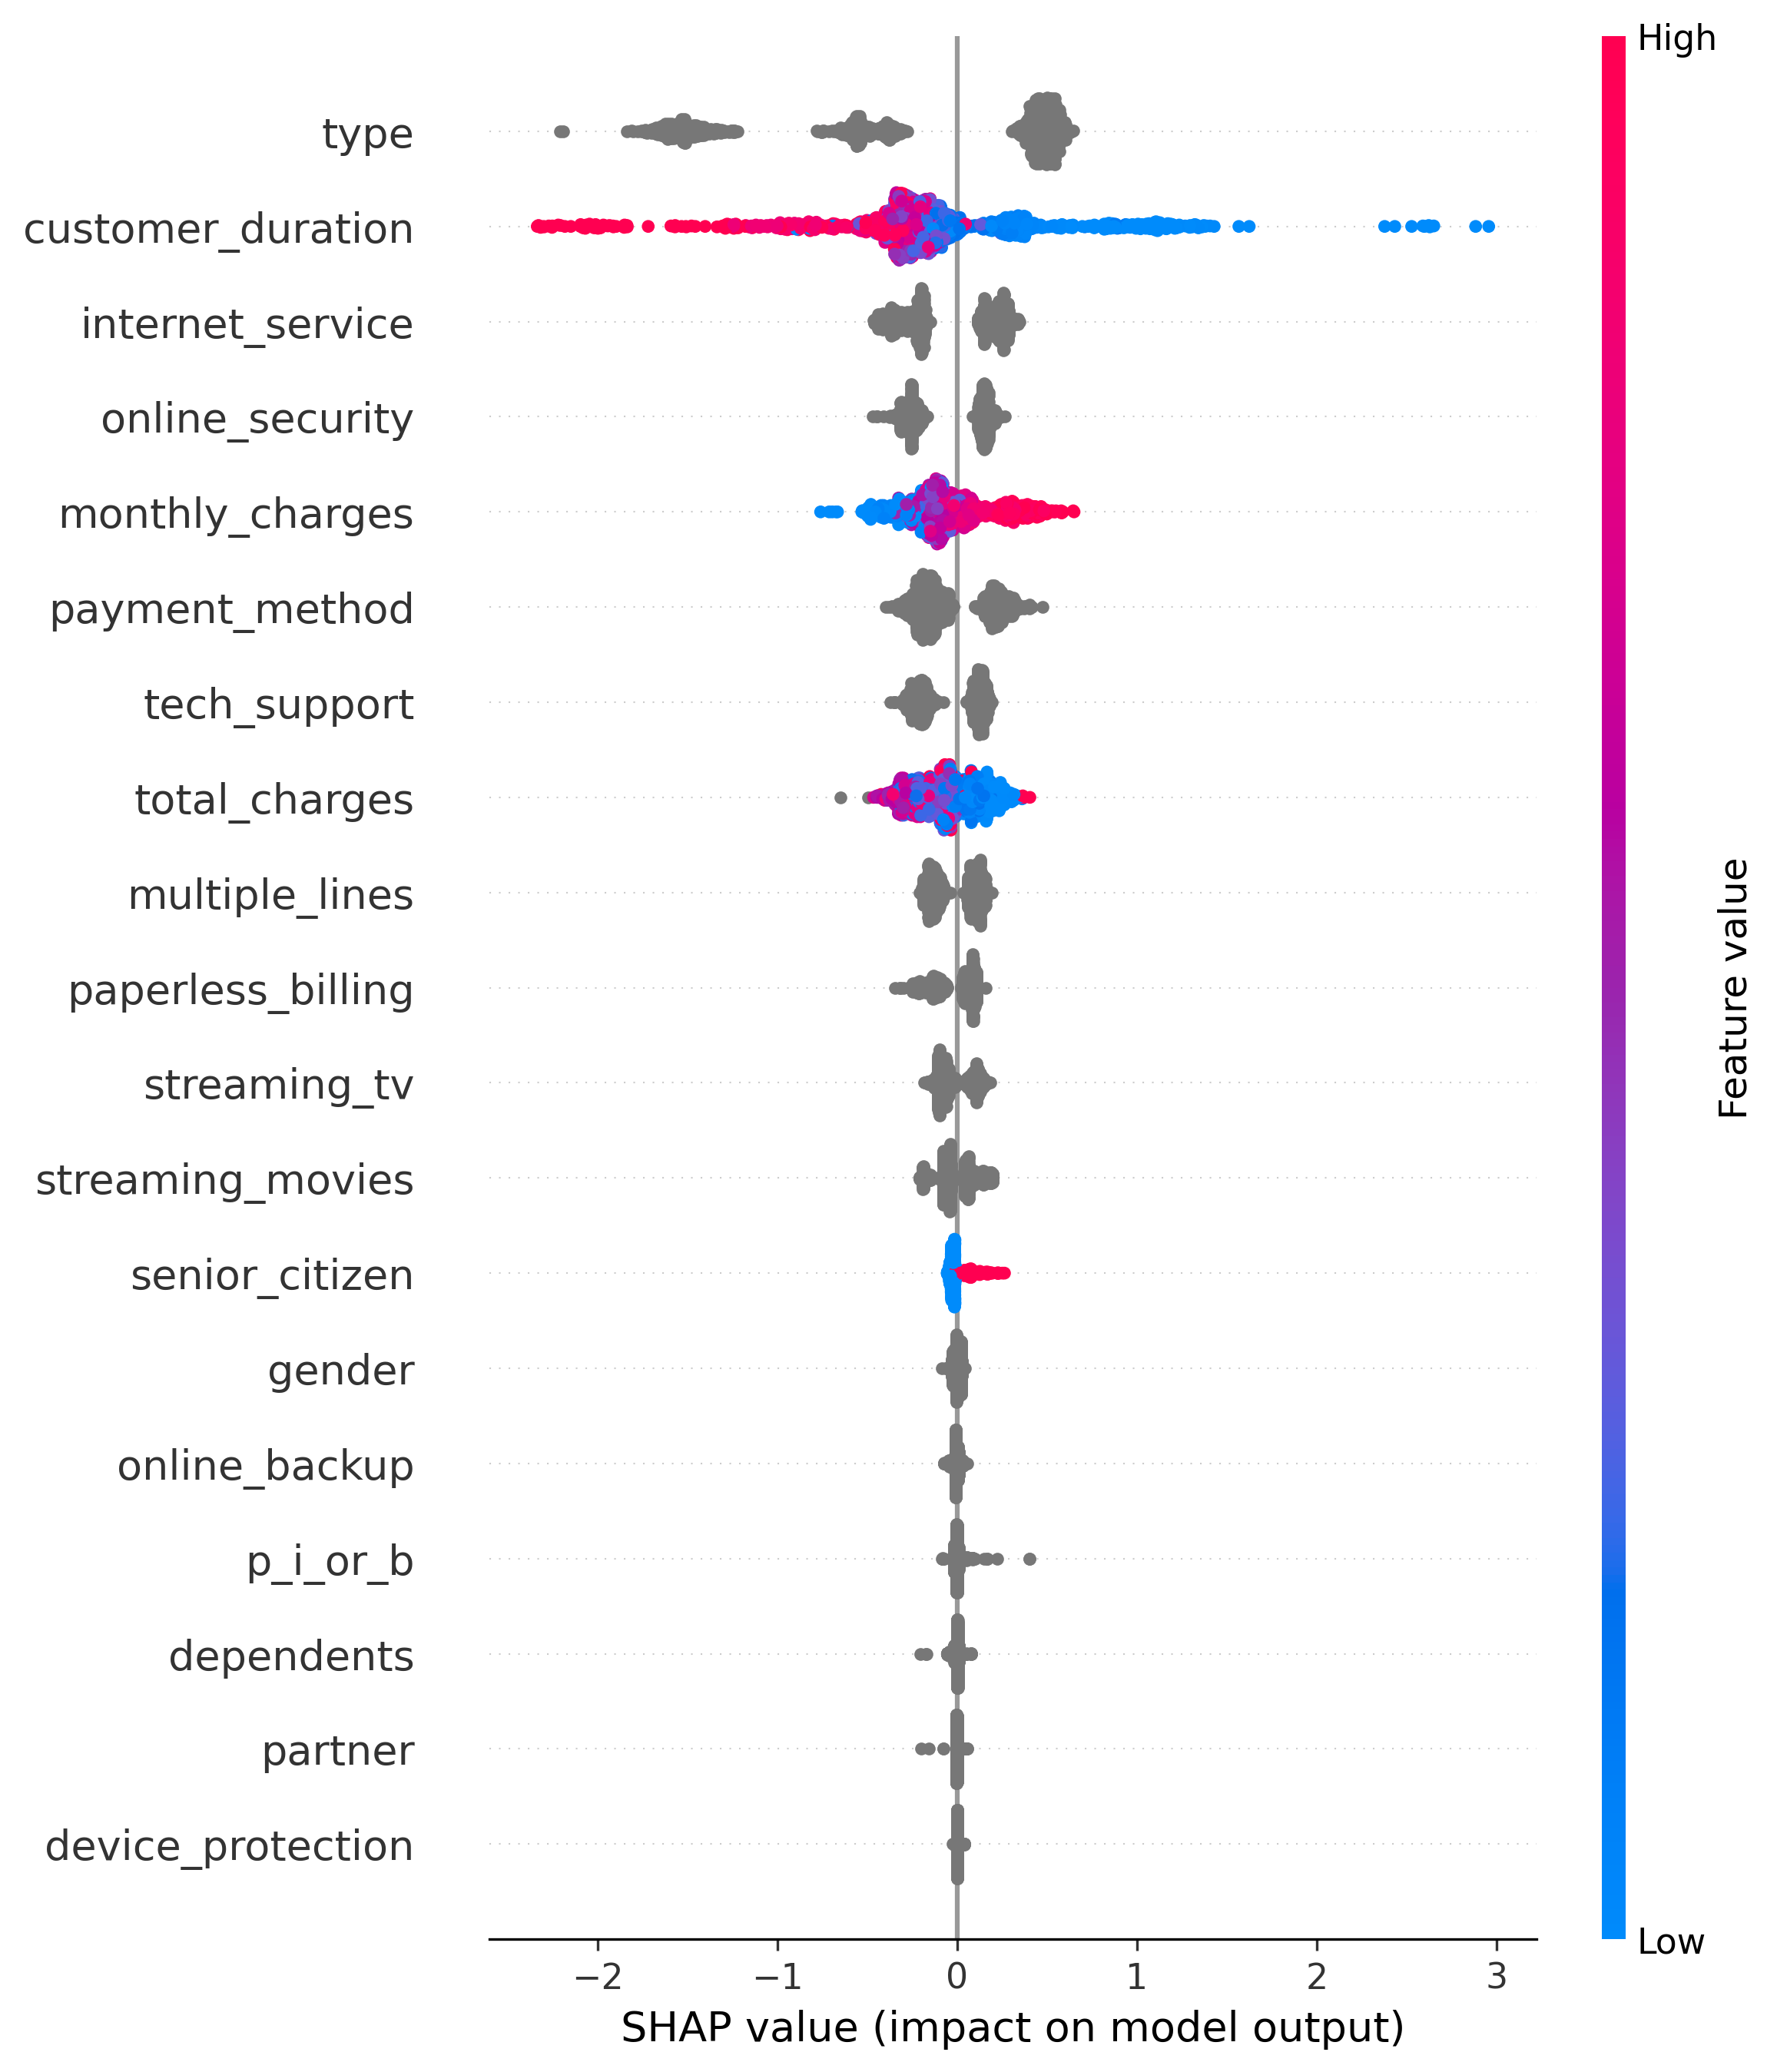 High
type
customer_duration
internet_service
online_security
monthly_charges
payment_method
tech_support
total_charges
multiple_lines
paperless_billing
streaming_tv
streaming_movies
senior_citizen
gender
online_backup
p_i_or_b
dependents
partner
device_protection
Feature value
Low
−2 −1 0 1 2 3
SHAP value (impact on model output)